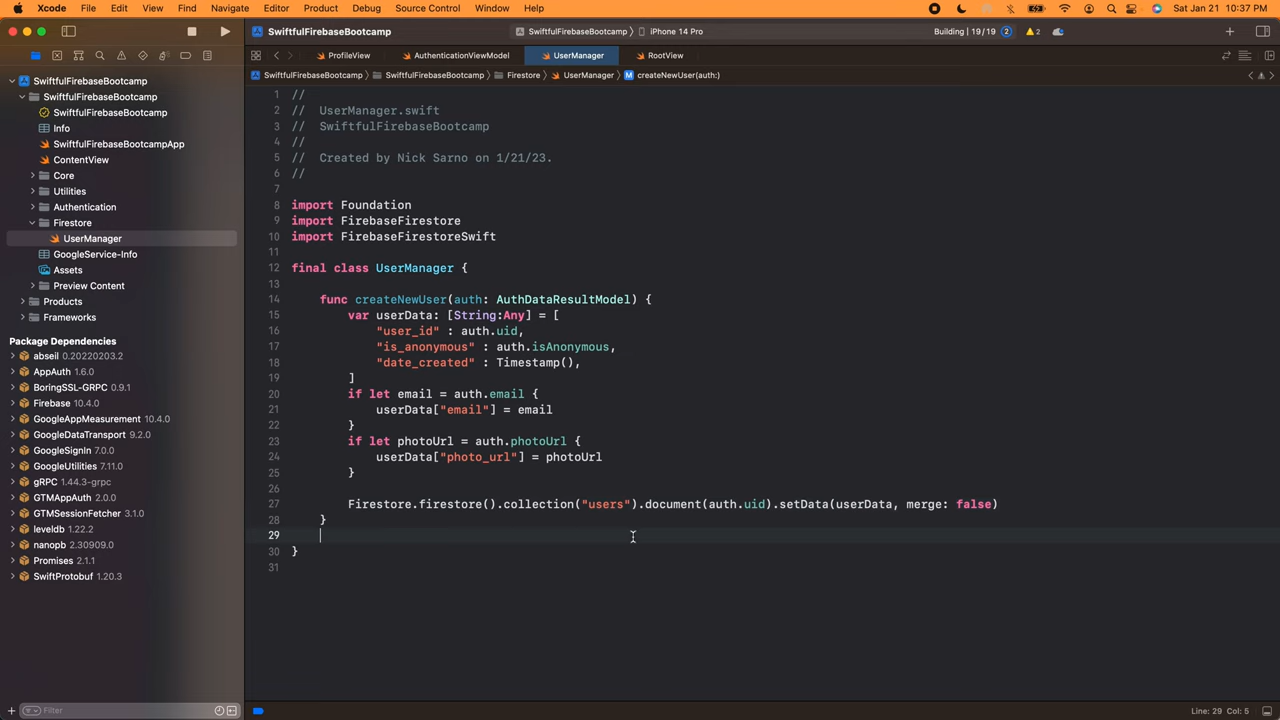 Xcode File Edit View Find Navigate Editor Product Debug Source Control Window Help Sat Jan 21 10:37 PM
SwiftfulFirebaseBootcamp SwiftfulFirebaseBootcamp iPhone 14 Pro Building | 19/19 2 2
ProfileView AuthenticationViewModel UserManager RootView
SwiftfulFirebaseBootcamp SwiftfulFirebaseBootcamp Firestore UserManager M createNewUser(auth:)
SwiftfulFirebaseBootcamp
SwiftfulFirebaseBootcamp
SwiftfulFirebaseBootcamp
Info
SwiftfulFirebaseBootcampApp
ContentView
Core
Utilities
Authentication
Firestore
UserManager
GoogleService-Info
Assets
Preview Content
Products
Frameworks
Package Dependencies
abseil 0.20220203.2
AppAuth 1.6.0
BoringSSL-GRPC 0.9.1
Firebase 10.4.0
GoogleAppMeasurement 10.4.0
GoogleDataTransport 9.2.0
GoogleSignIn 7.0.0
GoogleUtilities 7.11.0
gRPC 1.44.3-grpc
GTMAppAuth 2.0.0
GTMSessionFetcher 3.1.0
leveldb 1.22.2
nanopb 2.30909.0
Promises 2.1.1
SwiftProtobuf 1.20.3
Filter
1 //
2 // UserManager.swift
3 // SwiftfulFirebaseBootcamp
4 //
5 // Created by Nick Sarno on 1/21/23.
6 //
7
8 import Foundation
9 import FirebaseFirestore
10 import FirebaseFirestoreSwift
11
12 final class UserManager {
13
14 func createNewUser(auth: AuthDataResultModel) {
15 var userData: [String:Any] = [
16 "user_id" : auth.uid,
17 "is_anonymous" : auth.isAnonymous,
18 "date_created" : Timestamp(),
19 ]
20 if let email = auth.email {
21 userData["email"] = email
22 }
23 if let photoUrl = auth.photoUrl {
24 userData["photo_url"] = photoUrl
25 }
26
27 Firestore.firestore().collection("users").document(auth.uid).setData(userData, merge: false)
28 }
29
30 }
31
Line: 29 Col: 5